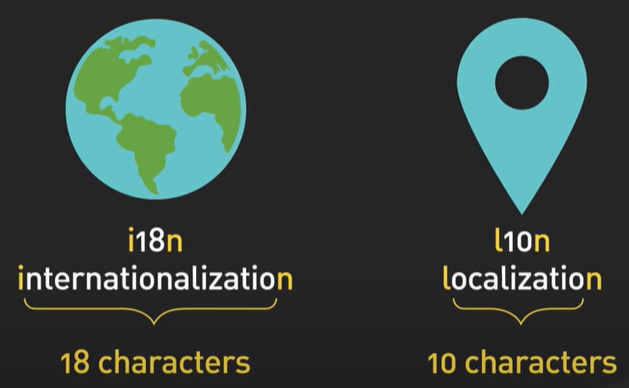 i18n
internationalization
18 characters
l10n
localization
10 characters